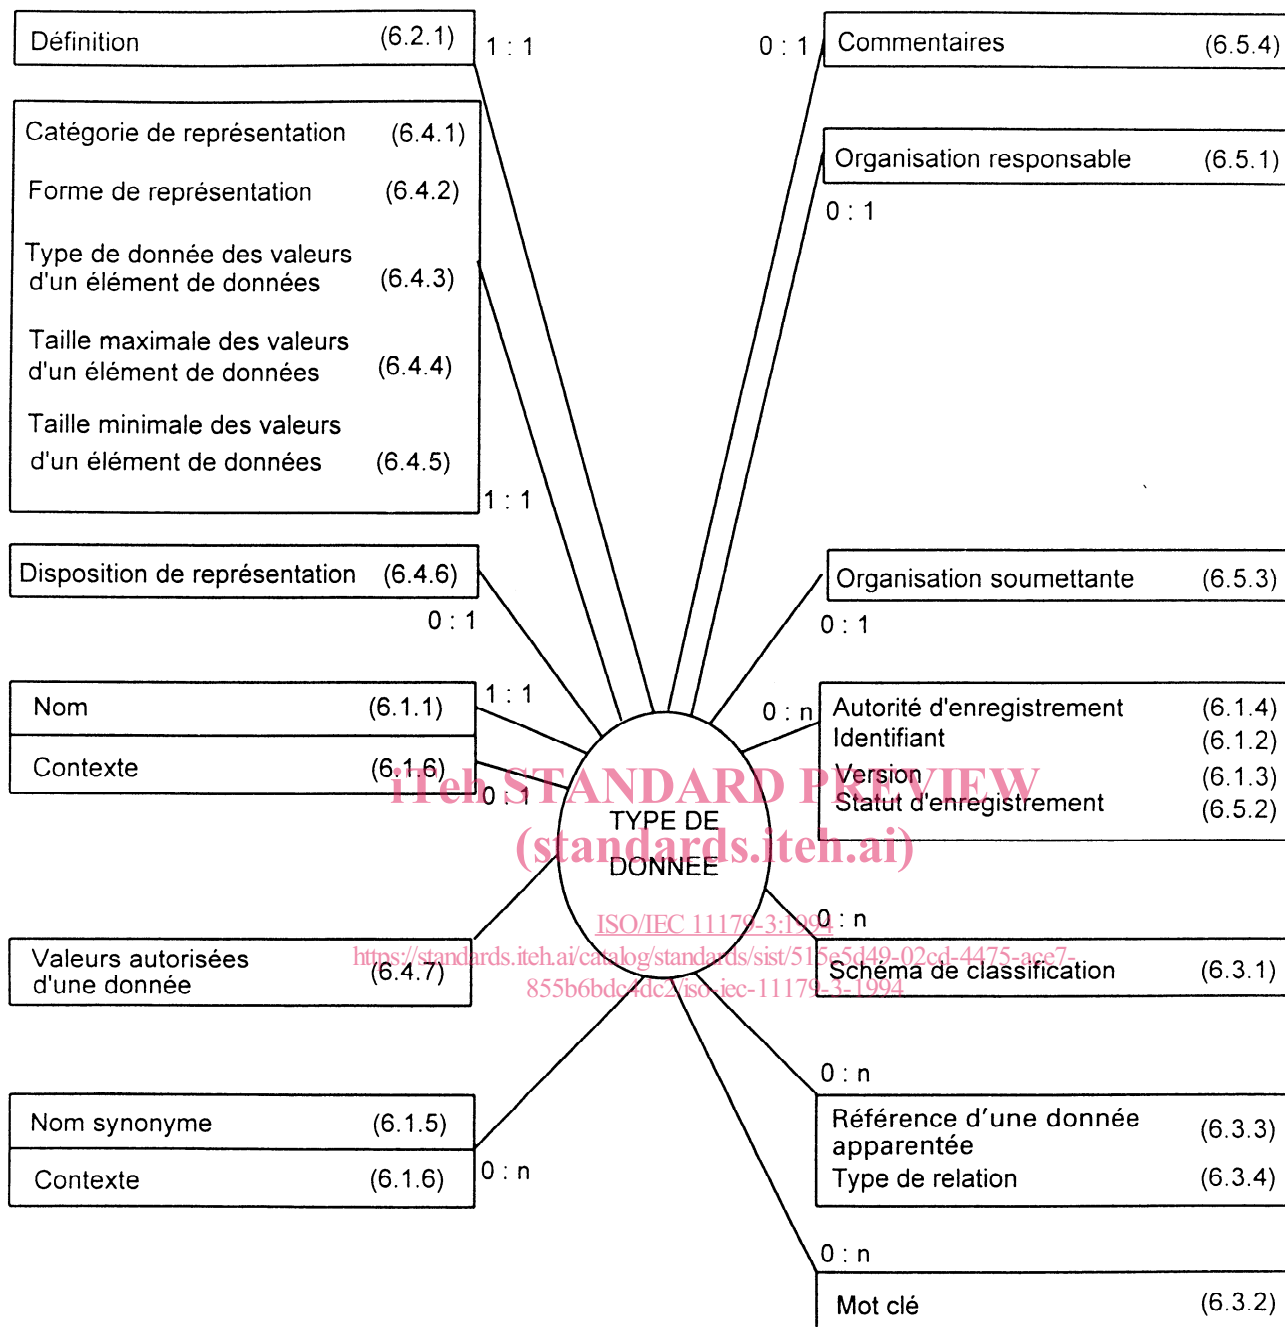 Définition (6.2.1) 1 : 1
Catégorie de représentation (6.4.1)
Forme de représentation (6.4.2)
Type de donnée des valeurs
d'un élément de données (6.4.3)
Taille maximale des valeurs
d'un élément de données (6.4.4)
Taille minimale des valeurs
d'un élément de données (6.4.5)
1 : 1
Disposition de représentation (6.4.6)
0 : 1
Nom (6.1.1) 1 : 1
Contexte (6.1.6) 0 : 1
Valeurs autorisées
d'une donnée (6.4.7)
Nom synonyme (6.1.5)
Contexte (6.1.6) 0 : n
TYPE DE
DONNEE
0 : 1 Commentaires (6.5.4)
Organisation responsable (6.5.1)
0 : 1
Organisation soumettante (6.5.3)
0 : 1
0 : n Autorité d'enregistrement (6.1.4)
Identifiant (6.1.2)
Version (6.1.3)
Statut d'enregistrement (6.5.2)
0 : n
Schéma de classification (6.3.1)
0 : n
Référence d'une donnée
apparentée (6.3.3)
Type de relation (6.3.4)
0 : n
Mot clé (6.3.2)
iTeh STANDARD PREVIEW
(standards.iteh.ai)
ISO/IEC 11179-3:1994
https://standards.iteh.ai/catalog/standards/sist/515e5d49-02cd-4475-ace7-
855b6bdc4dc2/iso-iec-11179-3-1994